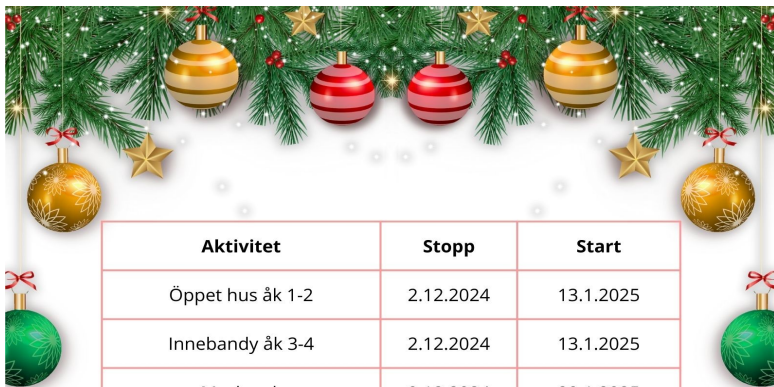 Aktivitet Stopp Start
Öppet hus åk 1-2 2.12.2024 13.1.2025
Innebandy åk 3-4 2.12.2024 13.1.2025